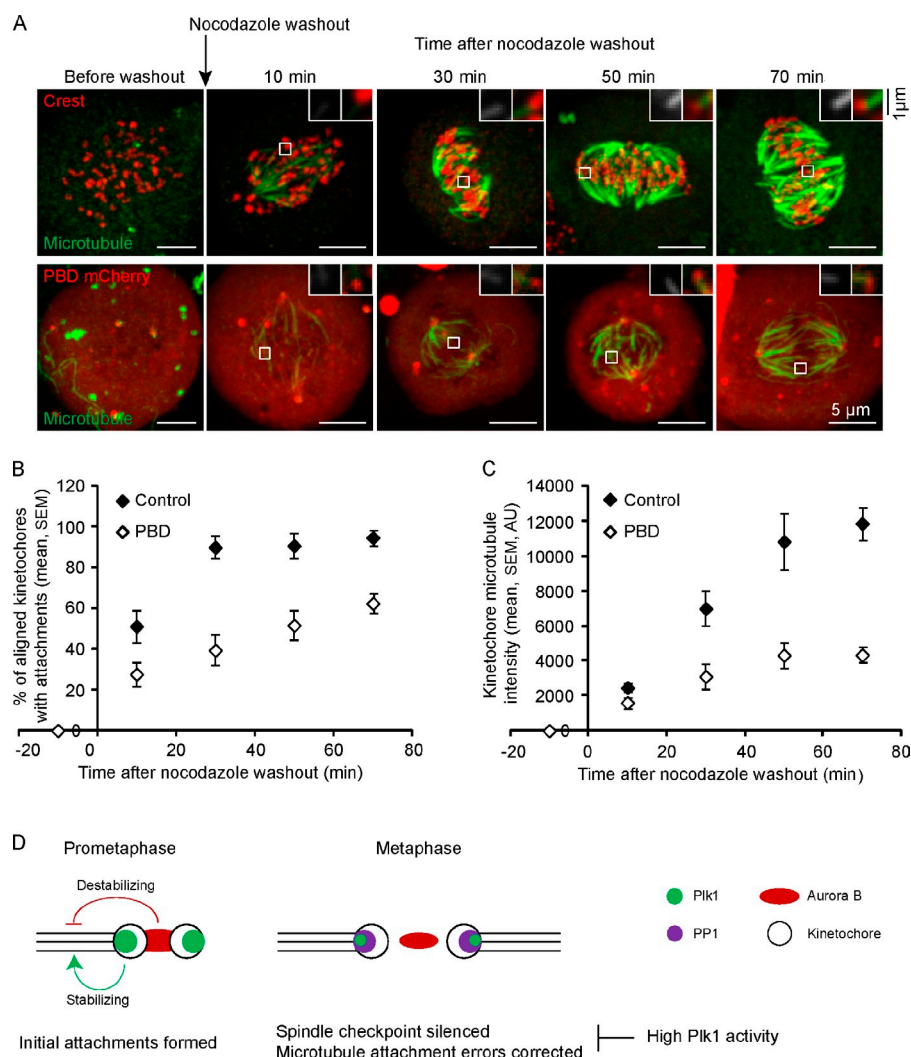 A
Nocodazole washout
Time after nocodazole washout
Before washout
10 min
30 min
50 min
70 min
Crest
Microtubule
1µm
PBD mCherry
Microtubule
5 µm
B
% of aligned kinetochores
with attachments (mean, SEM)
120
100
80
60
40
20
0
Control
PBD
-20
0
20
40
60
80
Time after nocodazole washout (min)
C
Kinetochore microtubule
intensity (mean, SEM, AU)
14000
12000
10000
8000
6000
4000
2000
0
Control
PBD
-20
0
20
40
60
80
Time after nocodazole washout (min)
D
Prometaphase
Metaphase
Destabilizing
Stabilizing
Plk1
Aurora B
PP1
Kinetochore
Initial attachments formed
Spindle checkpoint silenced
Microtubule attachment errors corrected
High Plk1 activity